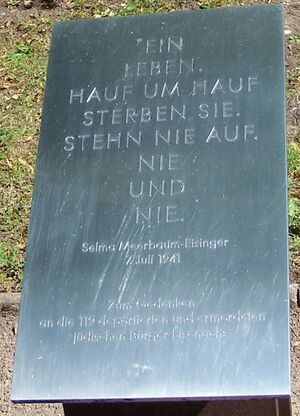 "EIN
LEBEN.
HAUF UM HAUF
STERBEN SIE.
STEHN NIE AUF.
NIE
UND
NIE.
Selma Meerbaum-Eisinger
7. Juli 1941
Zum Gedenken
an die 119 deportierten und ermordeten
jüdischen Bürger Eisenachs